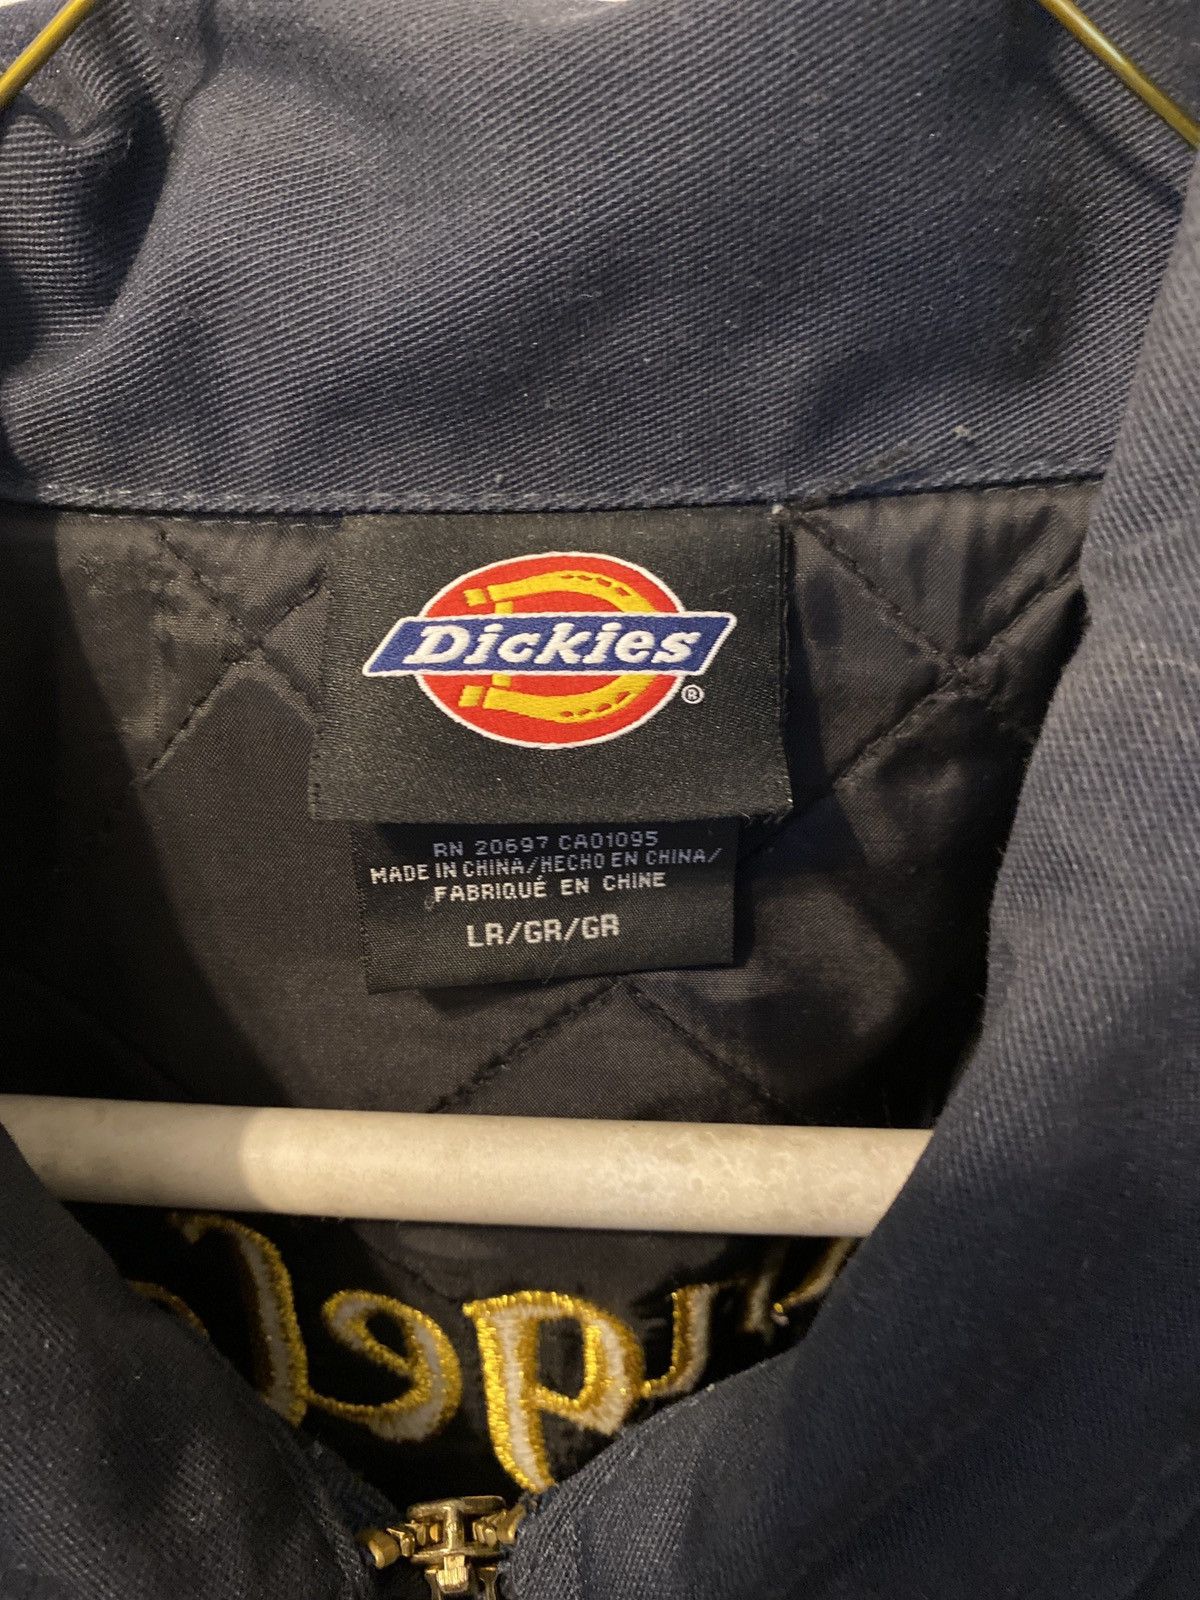 Dickies
®
RN 20697 CA01095
MADE IN CHINA/HECHO EN CHINA/
FABRIQUÉ EN CHINE
LR/GR/GR